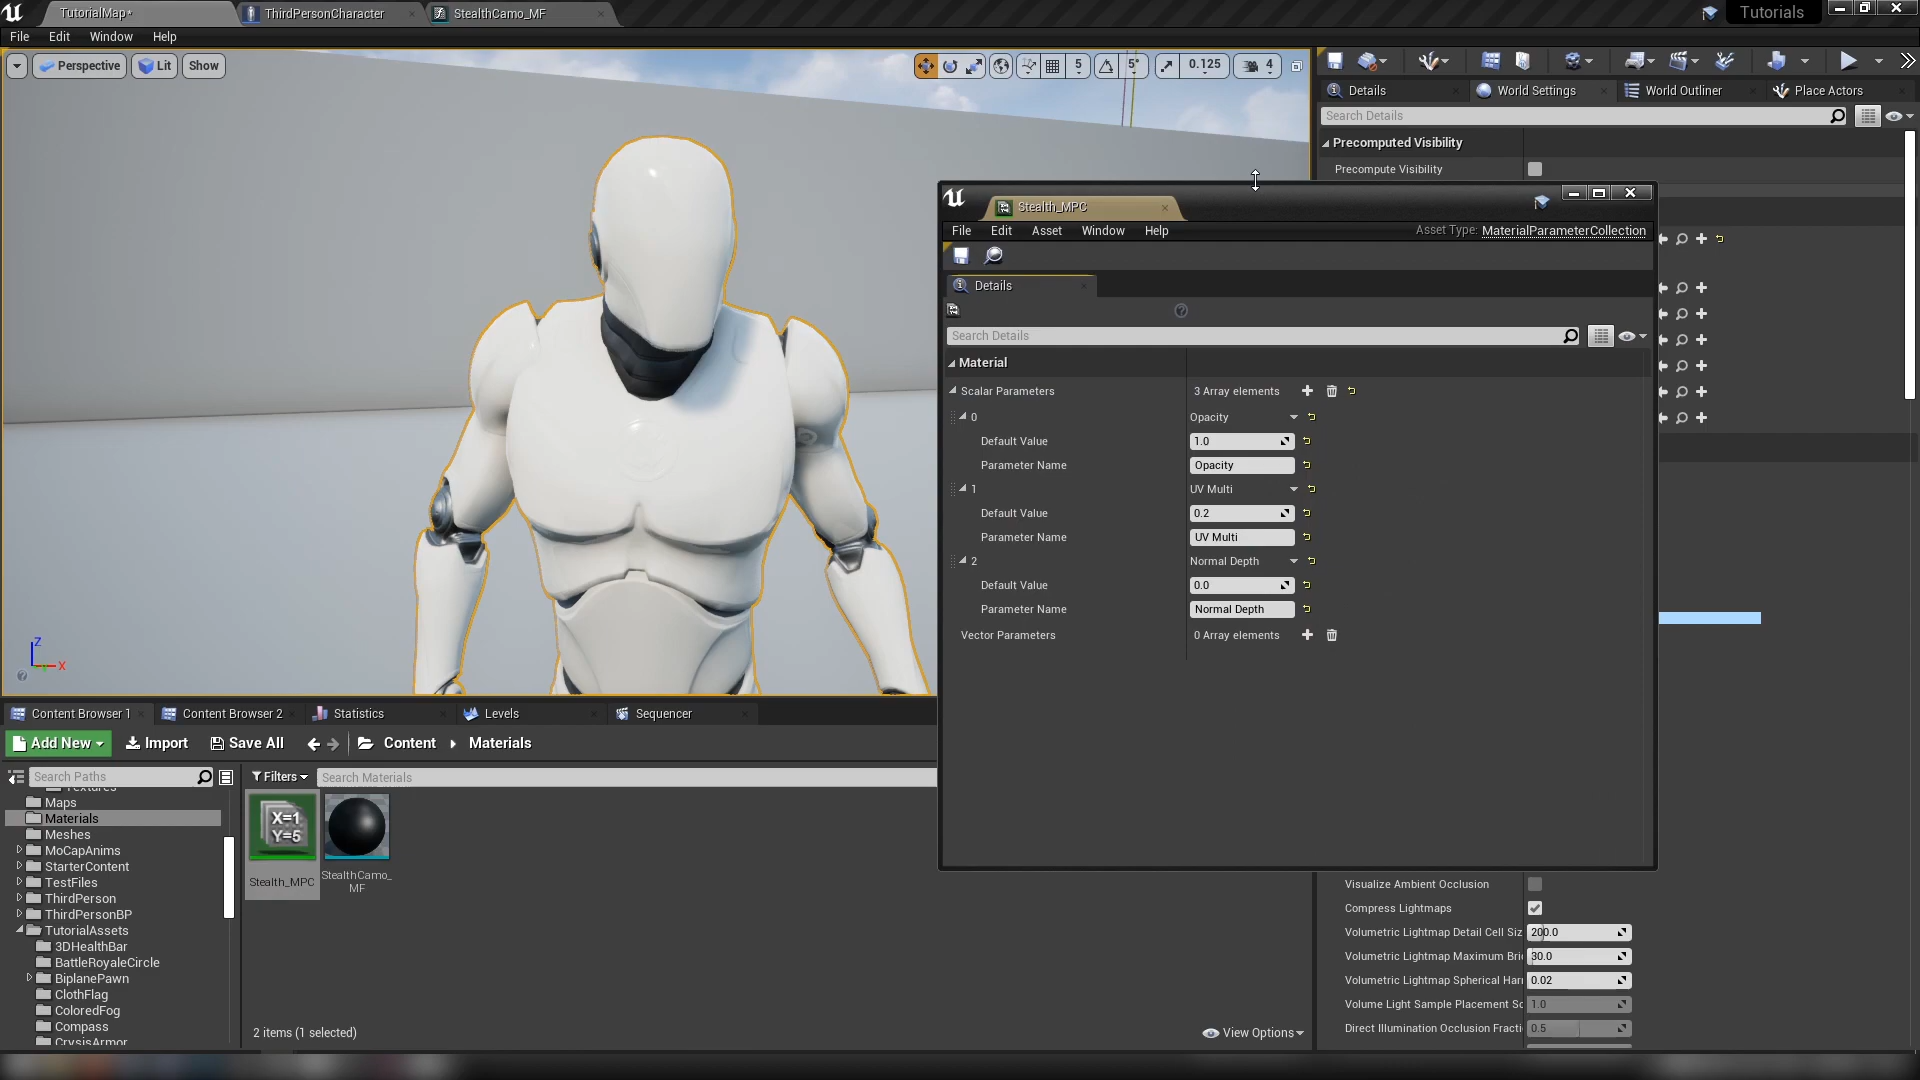 TutorialMap*
ThirdPersonCharacter
StealthCamo_MF
Tutorials
File Edit Window Help
Perspective
Lit
Show
5
5°
0.125
4
Details
World Settings
World Outliner
Place Actors
Search Details
Precomputed Visibility
Precompute Visibility
Stealth_MPC
File Edit Asset Window Help
Asset Type: MaterialParameterCollection
Details
Search Details
Material
Scalar Parameters 3 Array elements
0 Opacity
Default Value 1.0
Parameter Name Opacity
1 UV Multi
Default Value 0.2
Parameter Name UV Multi
2 Normal Depth
Default Value 0.0
Parameter Name Normal Depth
Vector Parameters 0 Array elements
Z
X
Content Browser 1
Content Browser 2
Statistics
Levels
Sequencer
Add New
Import
Save All
Content
Materials
Search Paths
Filters
Search Materials
Textures
Maps
Materials
Meshes
MoCapAnims
StarterContent
TestFiles
ThirdPerson
ThirdPersonBP
TutorialAssets
3DHealthBar
BattleRoyaleCircle
BiplanePawn
ClothFlag
ColoredFog
Compass
CrysisArmor
X=1
Y=5
Stealth_MPC
StealthCamo_
MF
2 items (1 selected)
View Options
Visualize Ambient Occlusion
Compress Lightmaps
Volumetric Lightmap Detail Cell Siz 200.0
Volumetric Lightmap Maximum Bri 30.0
Volumetric Lightmap Spherical Har 0.02
Volume Light Sample Placement Sc 1.0
Direct Illumination Occlusion Fracti 0.5